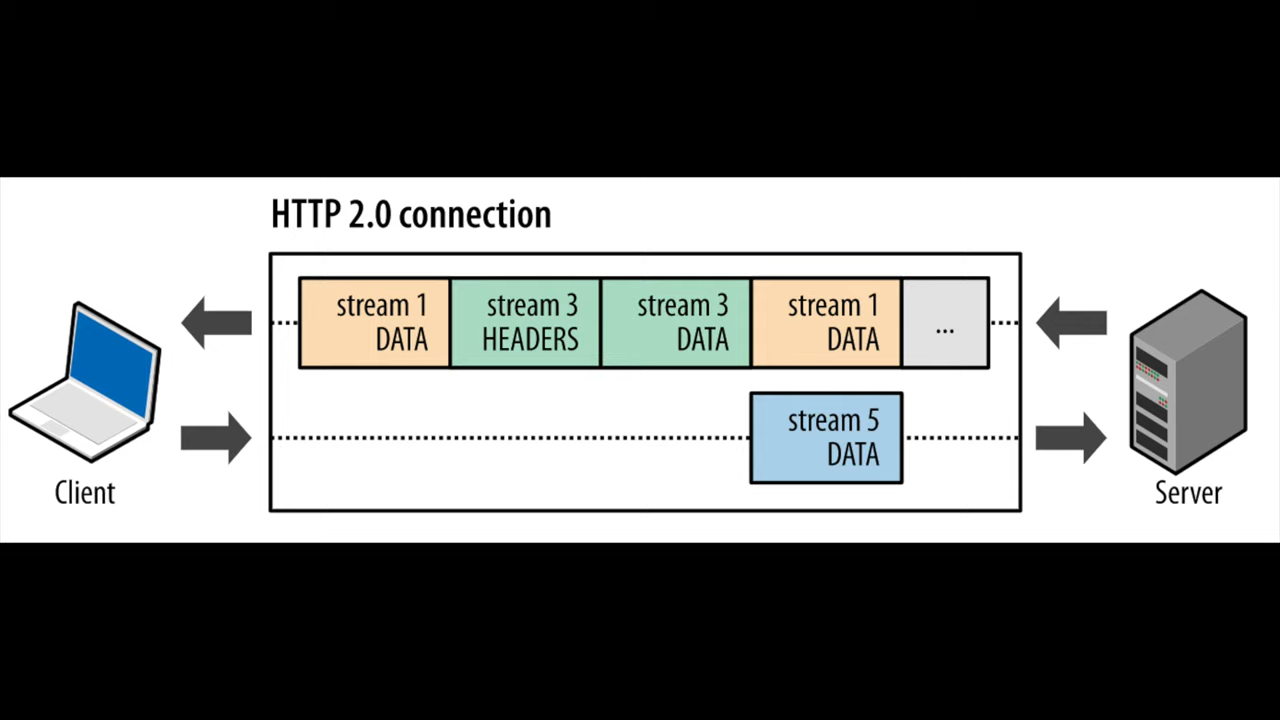 HTTP 2.0 connection
stream 1
DATA
stream 3
HEADERS
stream 3
DATA
stream 1
DATA
...
stream 5
DATA
Client
Server